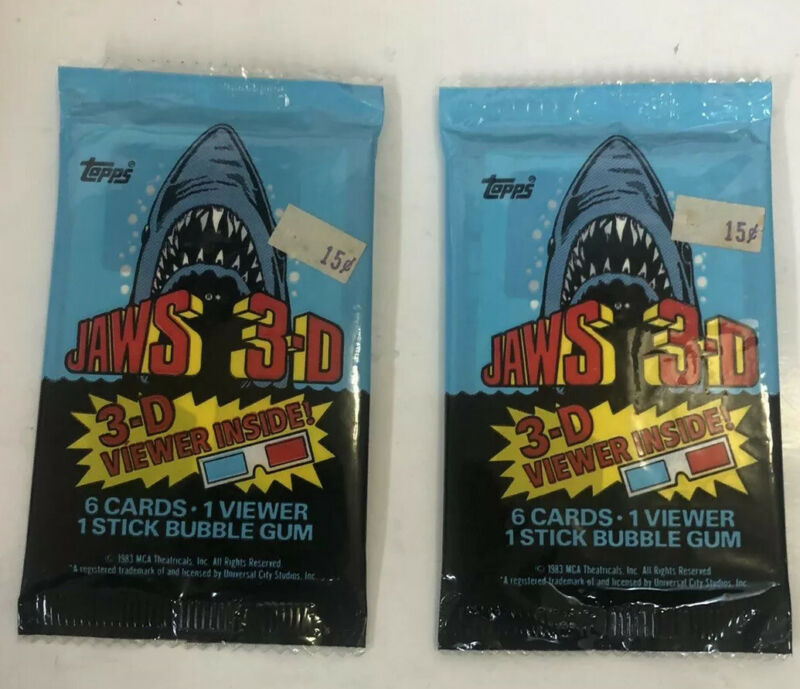 Topps®
15¢
JAWS 3-D
3-D
VIEWER INSIDE!
6 CARDS · 1 VIEWER
1 STICK BUBBLE GUM
© 1983 MCA Theatricals, Inc. All Rights Reserved
*A registered trademark of and licensed by Universal City Studios, Inc.
Topps®
15¢
JAWS 3-D
3-D
VIEWER INSIDE!
6 CARDS · 1 VIEWER
1 STICK BUBBLE GUM
© 1983 MCA Theatricals, Inc. All Rights Reserved
*A registered trademark of and licensed by Universal City Studios, Inc.